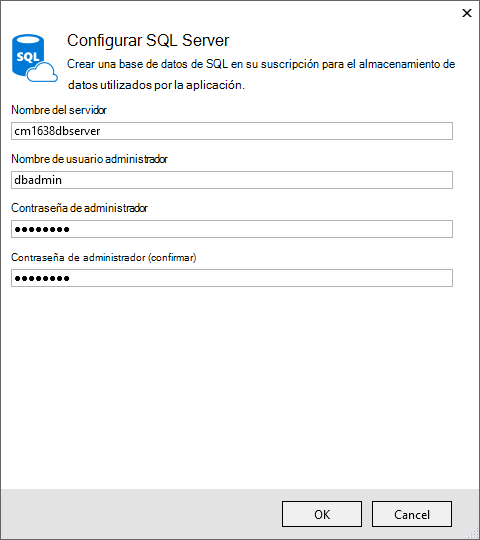 Configurar SQL Server
SQL
Crear una base de datos de SQL en su suscripción para el almacenamiento de
datos utilizados por la aplicación.
Nombre del servidor
cm1638dbserver
Nombre de usuario administrador
dbadmin
Contraseña de administrador
●●●●●●●●
Contraseña de administrador (confirmar)
●●●●●●●●
OK Cancel